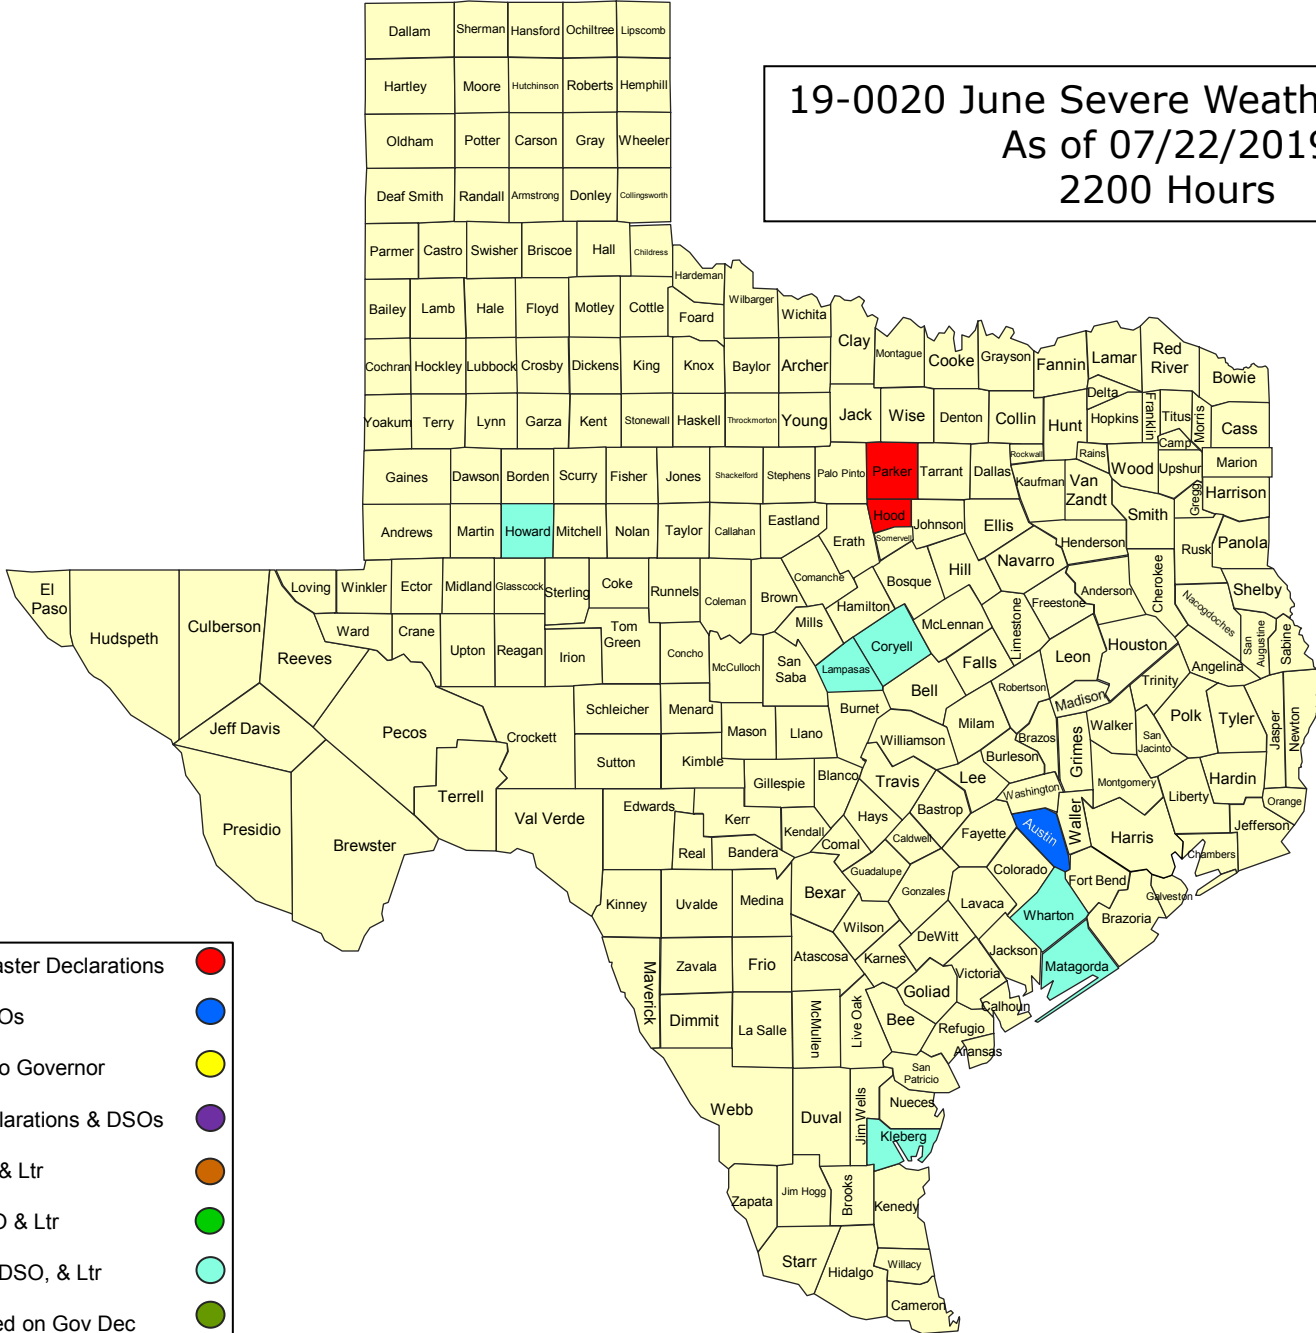 19-0020 June Severe Weath
As of 07/22/2019
2200 Hours
Dallam Sherman Hansford Ochiltree Lipscomb
Hartley Moore Hutchinson Roberts Hemphill
Oldham Potter Carson Gray Wheeler
Deaf Smith Randall Armstrong Donley Collingsworth
Parmer Castro Swisher Briscoe Hall Childress
Hardeman
Bailey Lamb Hale Floyd Motley Cottle Foard Wilbarger Wichita
Clay Montague Cooke Grayson Fannin Lamar Red River Bowie
Cochran Hockley Lubbock Crosby Dickens King Knox Baylor Archer
Delta
Yoakum Terry Lynn Garza Kent Stonewall Haskell Throckmorton Young Jack Wise Denton Collin Hunt Hopkins Franklin Titus Morris Cass
Camp
Gaines Dawson Borden Scurry Fisher Jones Shackelford Stephens Palo Pinto Parker Tarrant Dallas Rockwall Kaufman Rains Van Zandt Wood Upshur Gregg Marion Harrison
Andrews Martin Howard Mitchell Nolan Taylor Callahan Eastland Erath Hood Somervell Johnson Ellis Henderson Smith Rusk Panola
El Paso Hudspeth Culberson Loving Winkler Ector Midland Glasscock Sterling Coke Runnels Coleman Brown Comanche Hamilton Bosque Hill Navarro Freestone Limestone Anderson Cherokee Nacogdoches Shelby
Reeves Ward Crane Upton Reagan Irion Tom Green Concho McCulloch San Saba Mills Lampasas Coryell McLennan Falls Leon Houston Angelina San Augustine Sabine
Jeff Davis Pecos Crockett Schleicher Menard Mason Llano Burnet Bell Milam Robertson Madison Trinity Polk Tyler Jasper Newton
Sutton Kimble Gillespie Blanco Williamson Travis Lee Burleson Brazos Grimes Walker San Jacinto Montgomery Liberty Hardin Orange
Presidio Brewster Terrell Val Verde Edwards Real Kerr Bandera Kendall Comal Hays Caldwell Bastrop Fayette Washington Austin Waller Harris Chambers Jefferson
Kinney Uvalde Medina Bexar Guadalupe Gonzales Lavaca Colorado Wharton Fort Bend Brazoria Galveston
Maverick Zavala Frio Atascosa Wilson Karnes DeWitt Jackson Victoria Matagorda
Dimmit La Salle McMullen Live Oak Bee Goliad Refugio Calhoun Aransas
San Patricio
Webb Duval Jim Wells Nueces Kleberg
Zapata Jim Hogg Brooks Kenedy
Starr Hidalgo Willacy
Cameron
aster Declarations
Os
o Governor
larations & DSOs
& Ltr
O & Ltr
DSO, & Ltr
ed on Gov Dec